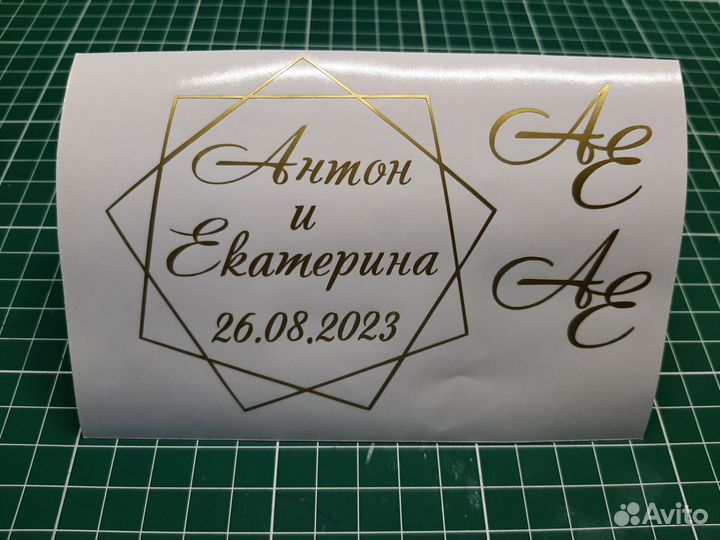 Антон
и
Екатерина
26.08.2023
АЕ
АЕ
Avito